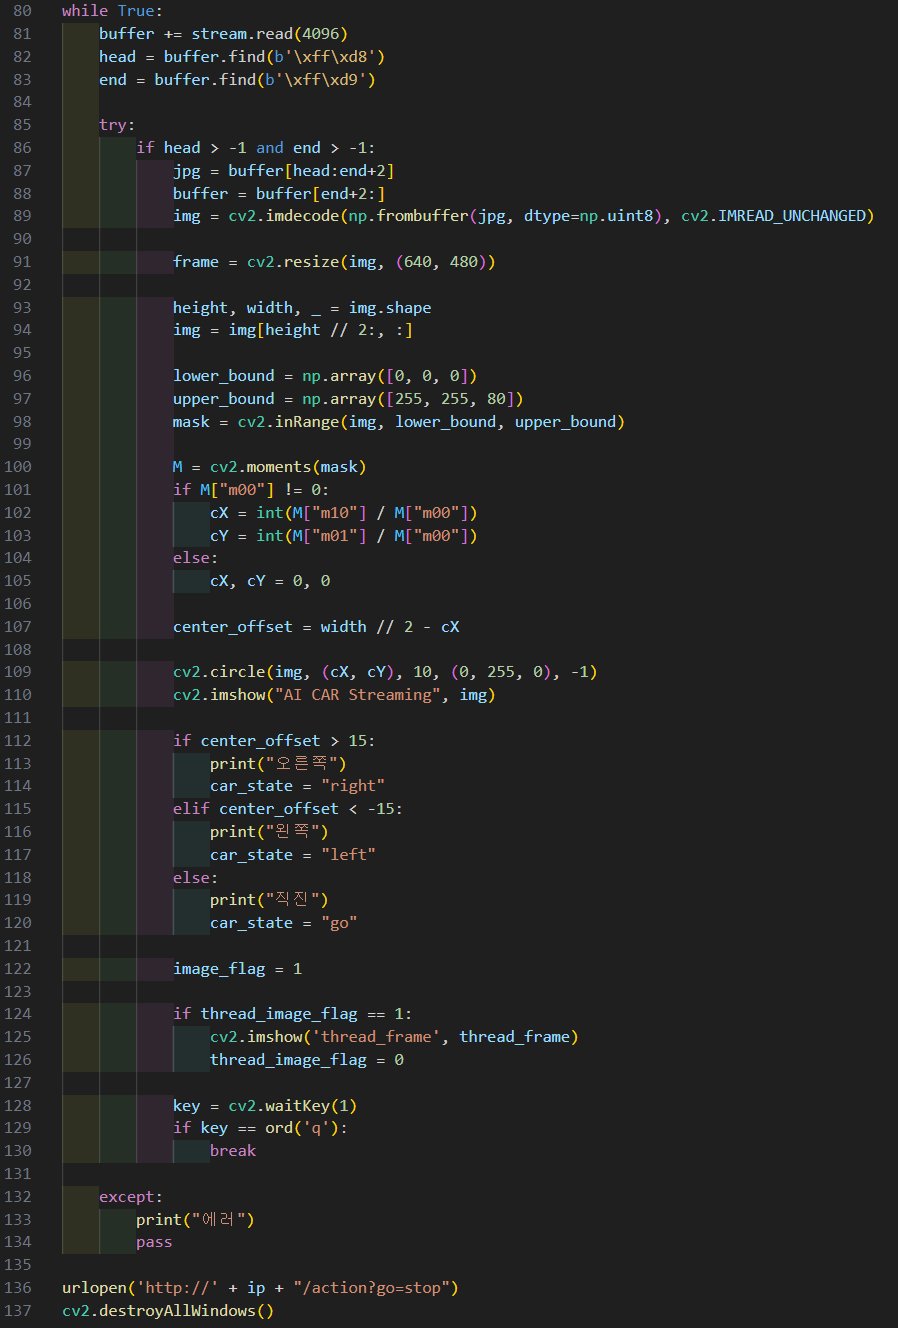 80 while True:
81     buffer += stream.read(4096)
82     head = buffer.find(b'\xff\xd8')
83     end = buffer.find(b'\xff\xd9')
84
85     try:
86         if head > -1 and end > -1:
87             jpg = buffer[head:end+2]
88             buffer = buffer[end+2:]
89             img = cv2.imdecode(np.frombuffer(jpg, dtype=np.uint8), cv2.IMREAD_UNCHANGED)
90
91             frame = cv2.resize(img, (640, 480))
92
93             height, width, _ = img.shape
94             img = img[height // 2:, :]
95
96             lower_bound = np.array([0, 0, 0])
97             upper_bound = np.array([255, 255, 80])
98             mask = cv2.inRange(img, lower_bound, upper_bound)
99
100             M = cv2.moments(mask)
101             if M["m00"] != 0:
102                 cX = int(M["m10"] / M["m00"])
103                 cY = int(M["m01"] / M["m00"])
104             else:
105                 cX, cY = 0, 0
106
107             center_offset = width // 2 - cX
108
109             cv2.circle(img, (cX, cY), 10, (0, 255, 0), -1)
110             cv2.imshow("AI CAR Streaming", img)
111
112             if center_offset > 15:
113                 print("오른쪽")
114                 car_state = "right"
115             elif center_offset < -15:
116                 print("왼쪽")
117                 car_state = "left"
118             else:
119                 print("직진")
120                 car_state = "go"
121
122             image_flag = 1
123
124             if thread_image_flag == 1:
125                 cv2.imshow('thread_frame', thread_frame)
126                 thread_image_flag = 0
127
128             key = cv2.waitKey(1)
129             if key == ord('q'):
130                 break
131
132     except:
133         print("에러")
134         pass
135
136 urlopen('http://' + ip + "/action?go=stop")
137 cv2.destroyAllWindows()